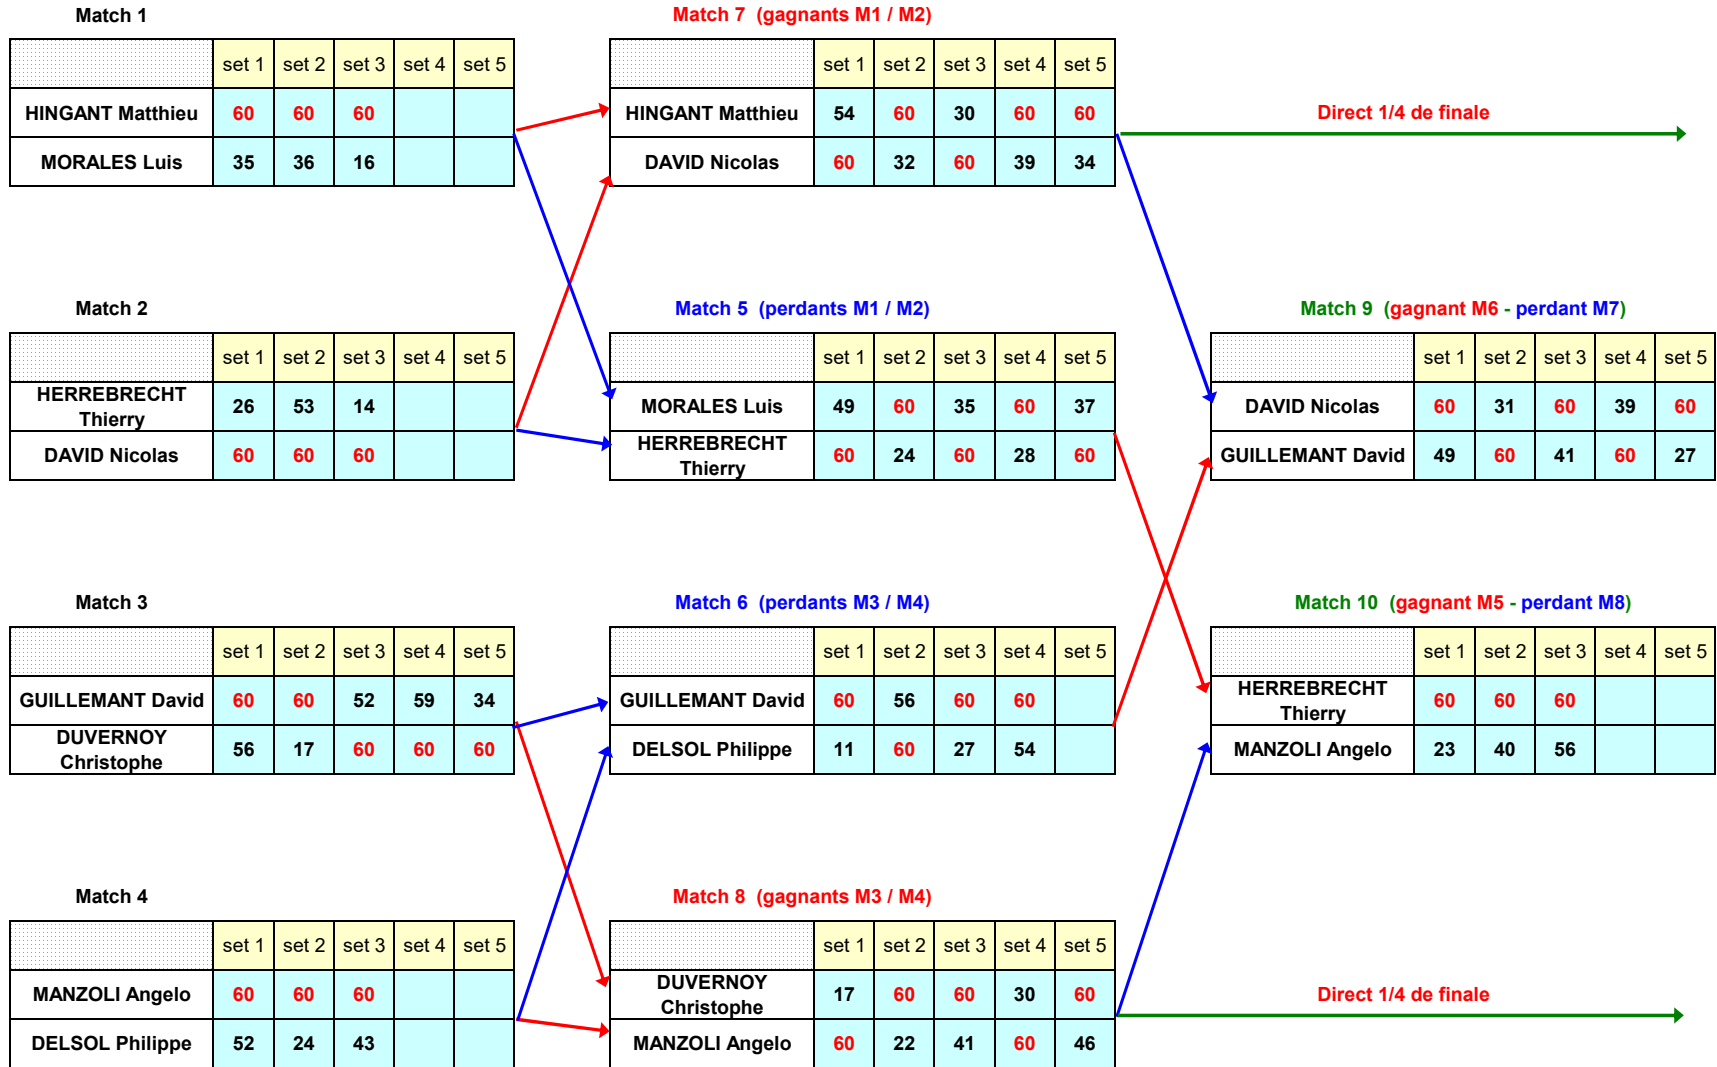 Match 1
set 1 set 2 set 3 set 4 set 5
HINGANT Matthieu 60 60 60
MORALES Luis 35 36 16
Match 7 (gagnants M1 / M2)
set 1 set 2 set 3 set 4 set 5
HINGANT Matthieu 54 60 30 60 60
DAVID Nicolas 60 32 60 39 34
Direct 1/4 de finale
Match 2
set 1 set 2 set 3 set 4 set 5
HERREBRECHT
Thierry 26 53 14
DAVID Nicolas 60 60 60
Match 5 (perdants M1 / M2)
set 1 set 2 set 3 set 4 set 5
MORALES Luis 49 60 35 60 37
HERREBRECHT
Thierry 60 24 60 28 60
Match 9 (gagnant M6 - perdant M7)
set 1 set 2 set 3 set 4 set 5
DAVID Nicolas 60 31 60 39 60
GUILLEMANT David 49 60 41 60 27
Match 3
set 1 set 2 set 3 set 4 set 5
GUILLEMANT David 60 60 52 59 34
DUVERNOY
Christophe 56 17 60 60 60
Match 6 (perdants M3 / M4)
set 1 set 2 set 3 set 4 set 5
GUILLEMANT David 60 56 60 60
DELSOL Philippe 11 60 27 54
Match 10 (gagnant M5 - perdant M8)
set 1 set 2 set 3 set 4 set 5
HERREBRECHT
Thierry 60 60 60
MANZOLI Angelo 23 40 56
Match 4
set 1 set 2 set 3 set 4 set 5
MANZOLI Angelo 60 60 60
DELSOL Philippe 52 24 43
Match 8 (gagnants M3 / M4)
set 1 set 2 set 3 set 4 set 5
DUVERNOY
Christophe 17 60 60 30 60
MANZOLI Angelo 60 22 41 60 46
Direct 1/4 de finale